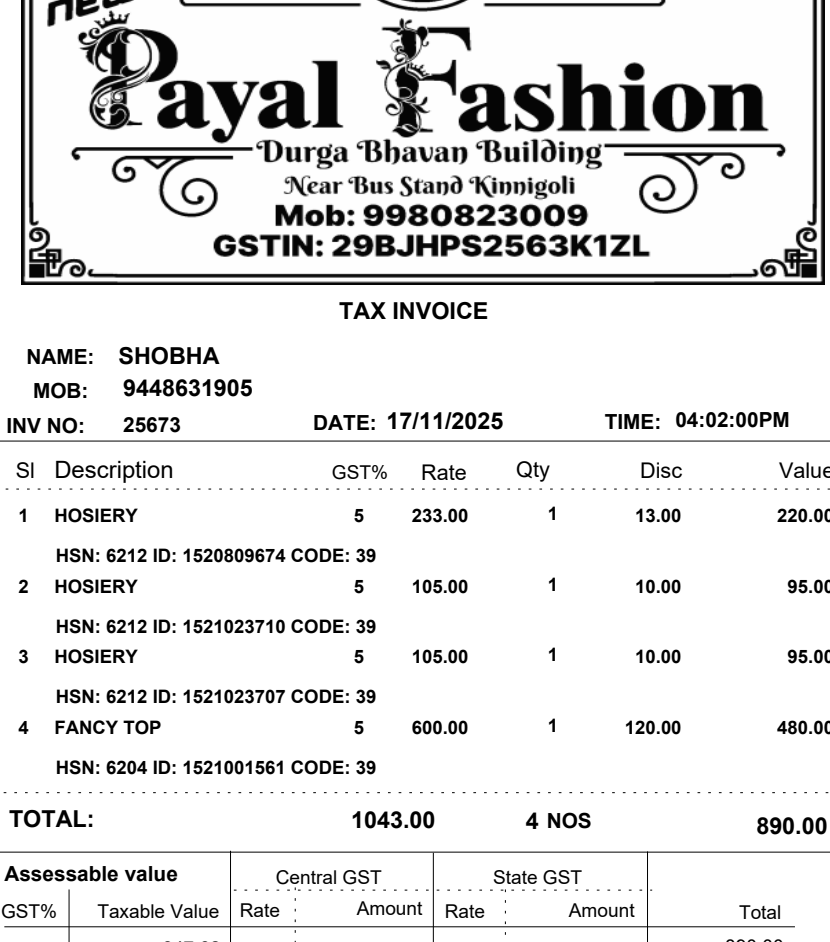 new
Payal Fashion
Durga Bhavan Building
Near Bus Stand Kinnigoli
Mob: 9980823009
GSTIN: 29BJHPS2563K1ZL
TAX INVOICE
NAME: SHOBHA
MOB: 9448631905
INV NO: 25673 DATE: 17/11/2025 TIME: 04:02:00PM
Sl Description GST% Rate Qty Disc Value
1 HOSIERY 5 233.00 1 13.00 220.00
HSN: 6212 ID: 1520809674 CODE: 39
2 HOSIERY 5 105.00 1 10.00 95.00
HSN: 6212 ID: 1521023710 CODE: 39
3 HOSIERY 5 105.00 1 10.00 95.00
HSN: 6212 ID: 1521023707 CODE: 39
4 FANCY TOP 5 600.00 1 120.00 480.00
HSN: 6204 ID: 1521001561 CODE: 39
TOTAL: 1043.00 4 NOS 890.00
Assessable value Central GST State GST
GST% Taxable Value Rate Amount Rate Amount Total